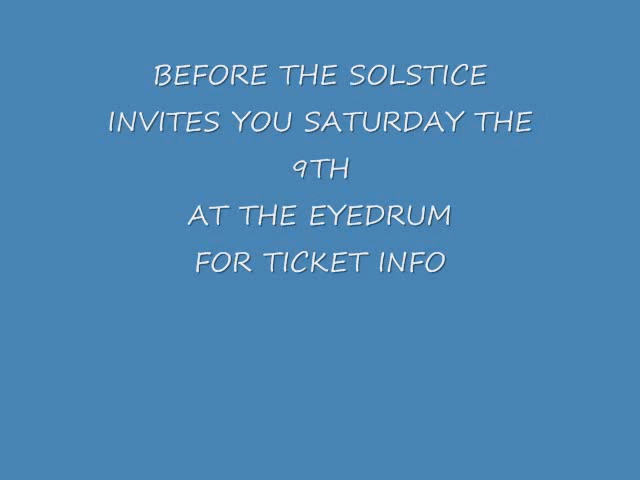 BEFORE THE SOLSTICE
INVITES YOU SATURDAY THE
9TH
AT THE EYEDRUM
FOR TICKET INFO